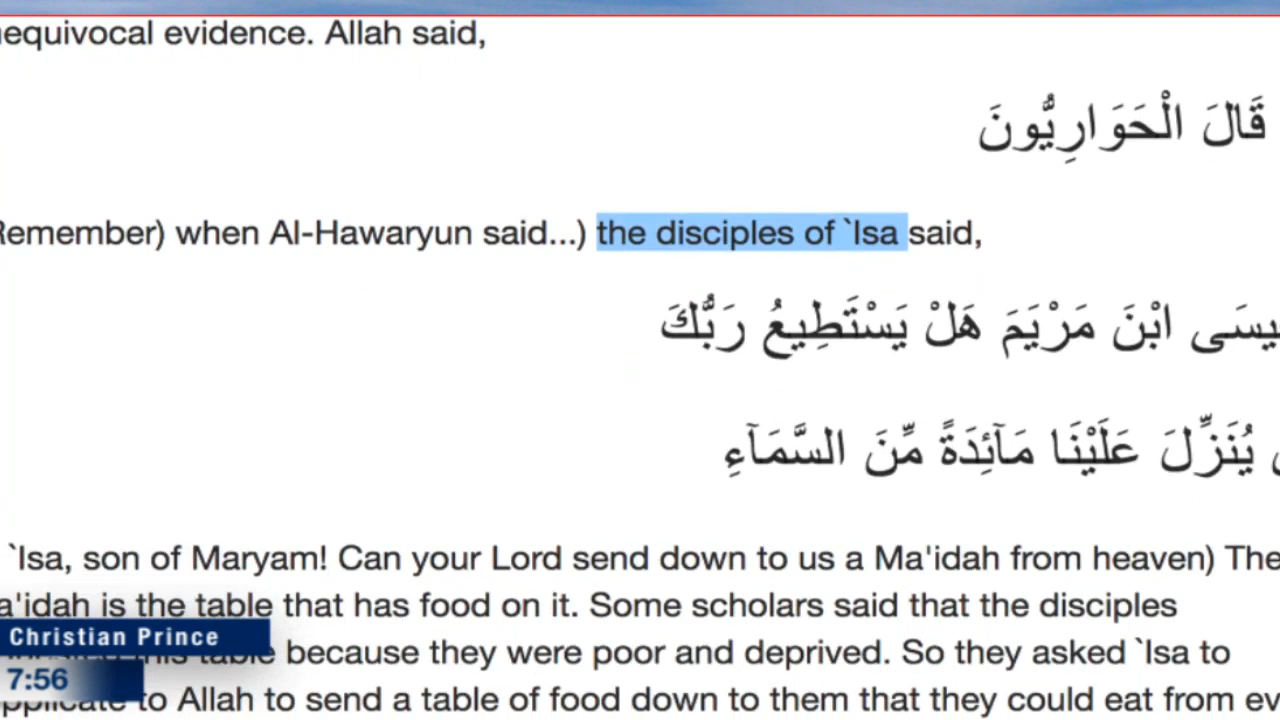 equivocal evidence. Allah said,
قَالَ الْحَوَارِيُّونَ
Remember) when Al-Hawaryun said...) the disciples of `Isa said,
يسَى ابْنَ مَرْيَمَ هَلْ يَسْتَطِيعُ رَبُّكَ
يُنَزِّلَ عَلَيْنَا مَآئِدَةً مِّنَ السَّمَآءِ
`Isa, son of Maryam! Can your Lord send down to us a Ma'idah from heaven) The
a'idah is the table that has food on it. Some scholars said that the disciples
this table because they were poor and deprived. So they asked `Isa to
to Allah to send a table of food down to them that they could eat from ev
Christian Prince
7:56